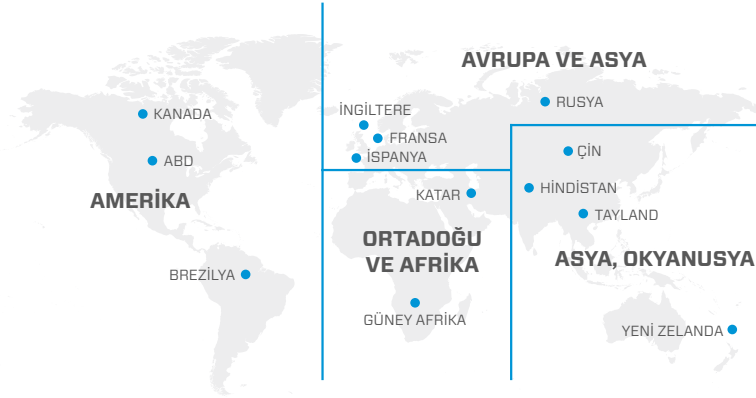 AVRUPA VE ASYA
RUSYA
İNGİLTERE
KANADA
FRANSA
ÇİN
İSPANYA
ABD
HİNDİSTAN
KATAR
AMERİKA
TAYLAND
ORTADOĞU
VE AFRİKA
ASYA, OKYANUSYA
BREZİLYA
GÜNEY AFRİKA
YENİ ZELANDA